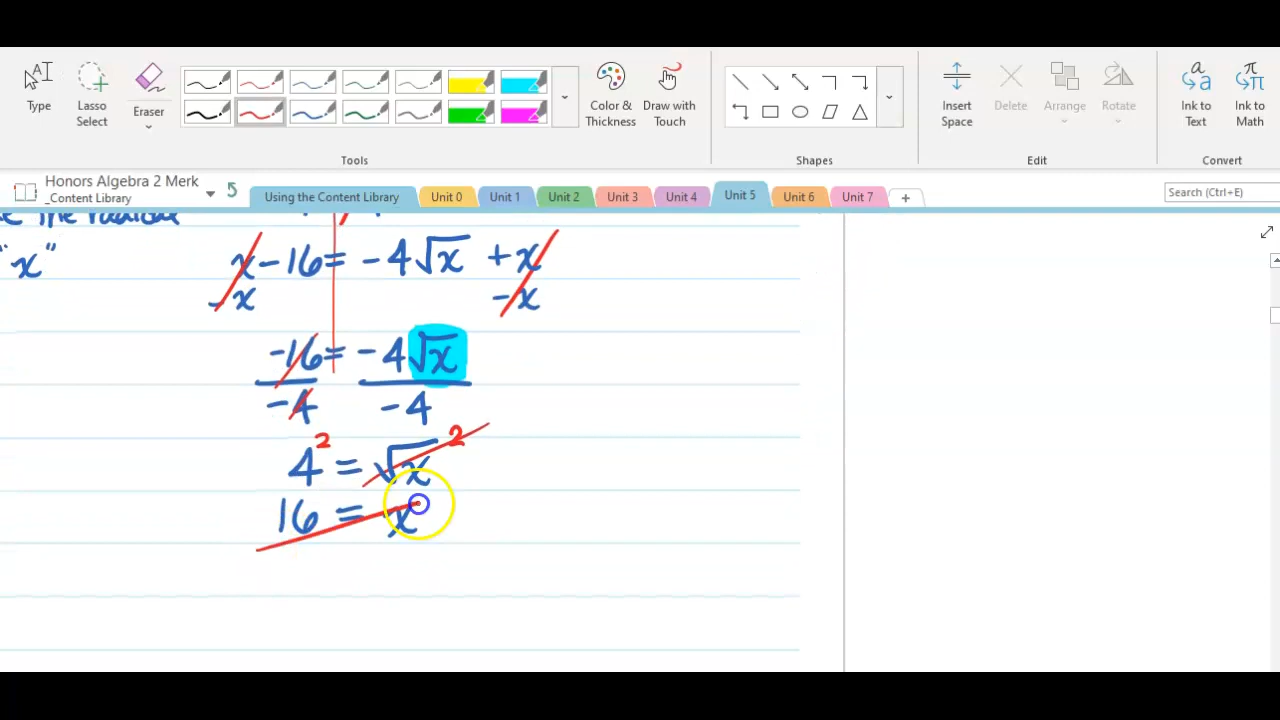 Type
Lasso Select
Eraser
Color & Thickness
Draw with Touch
Insert Space
Delete
Arrange
Rotate
Ink to Text
Ink to Math
Tools
Shapes
Edit
Convert
Honors Algebra 2 Merk _Content Library
Using the Content Library
Unit 0
Unit 1
Unit 2
Unit 3
Unit 4
Unit 5
Unit 6
Unit 7
Search (Ctrl+E)
the radical
"x"
x - 16 = -4√x + x
- x - x
-16 = -4√x
-4 -4
4² = √x²
16 = x